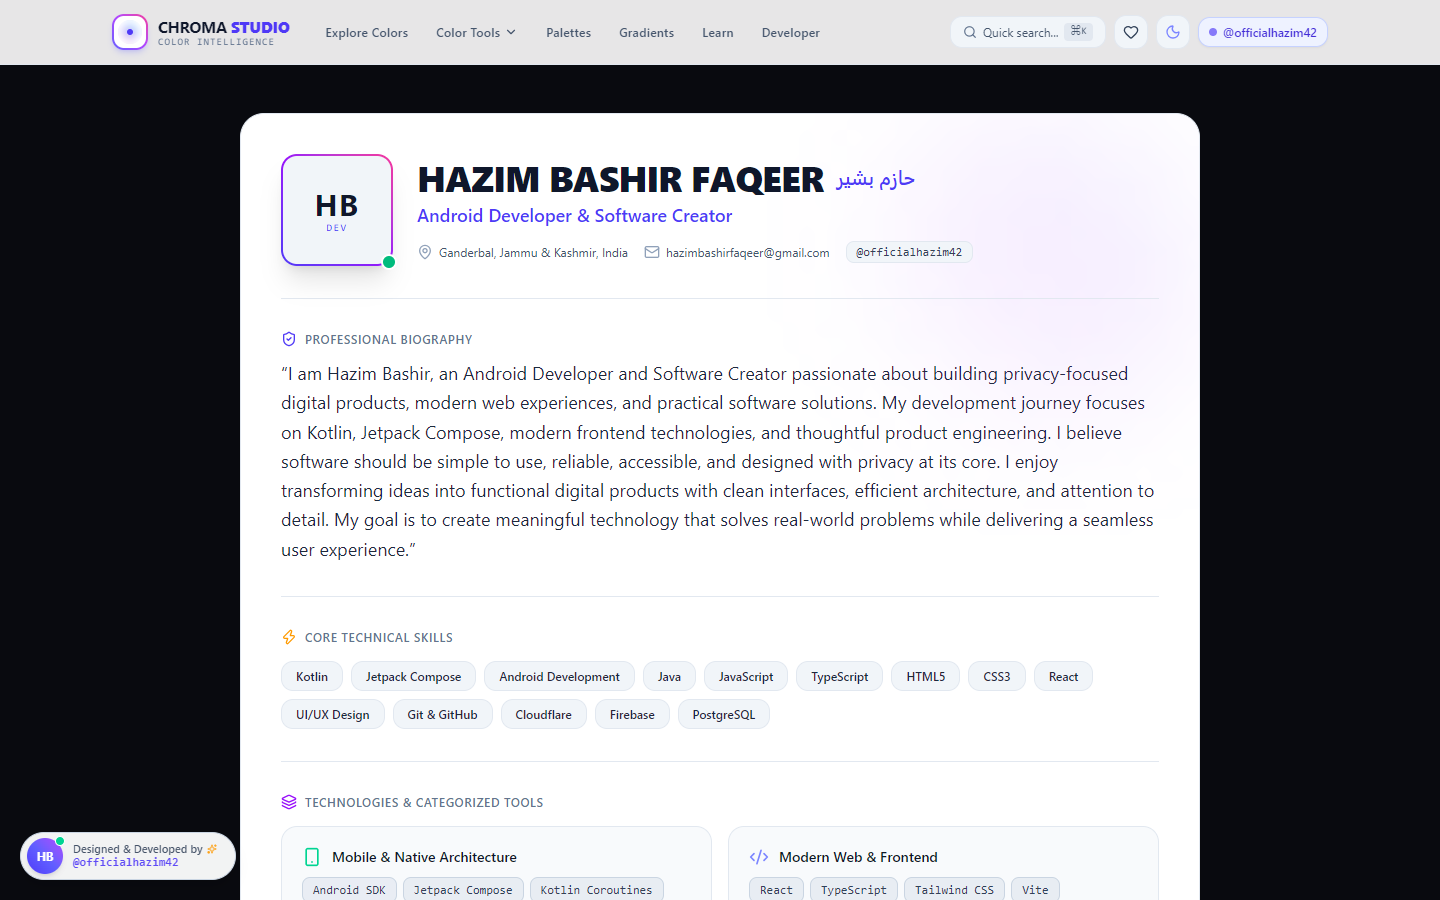 CHROMA STUDIO
COLOR INTELLIGENCE
Explore Colors
Color Tools
Palettes
Gradients
Learn
Developer
Quick search...
⌘K
@officialhazim42
HB
DEV
HAZIM BASHIR FAQEER حازم بشير
Android Developer & Software Creator
Ganderbal, Jammu & Kashmir, India
hazimbashirfaqeer@gmail.com
@officialhazim42
PROFESSIONAL BIOGRAPHY
“I am Hazim Bashir, an Android Developer and Software Creator passionate about building privacy-focused
digital products, modern web experiences, and practical software solutions. My development journey focuses
on Kotlin, Jetpack Compose, modern frontend technologies, and thoughtful product engineering. I believe
software should be simple to use, reliable, accessible, and designed with privacy at its core. I enjoy
transforming ideas into functional digital products with clean interfaces, efficient architecture, and attention to
detail. My goal is to create meaningful technology that solves real-world problems while delivering a seamless
user experience.”
CORE TECHNICAL SKILLS
Kotlin
Jetpack Compose
Android Development
Java
JavaScript
TypeScript
HTML5
CSS3
React
UI/UX Design
Git & GitHub
Cloudflare
Firebase
PostgreSQL
TECHNOLOGIES & CATEGORIZED TOOLS
Mobile & Native Architecture
Android SDK
Jetpack Compose
Kotlin Coroutines
Modern Web & Frontend
React
TypeScript
Tailwind CSS
Vite
HB
Designed & Developed by
@officialhazim42